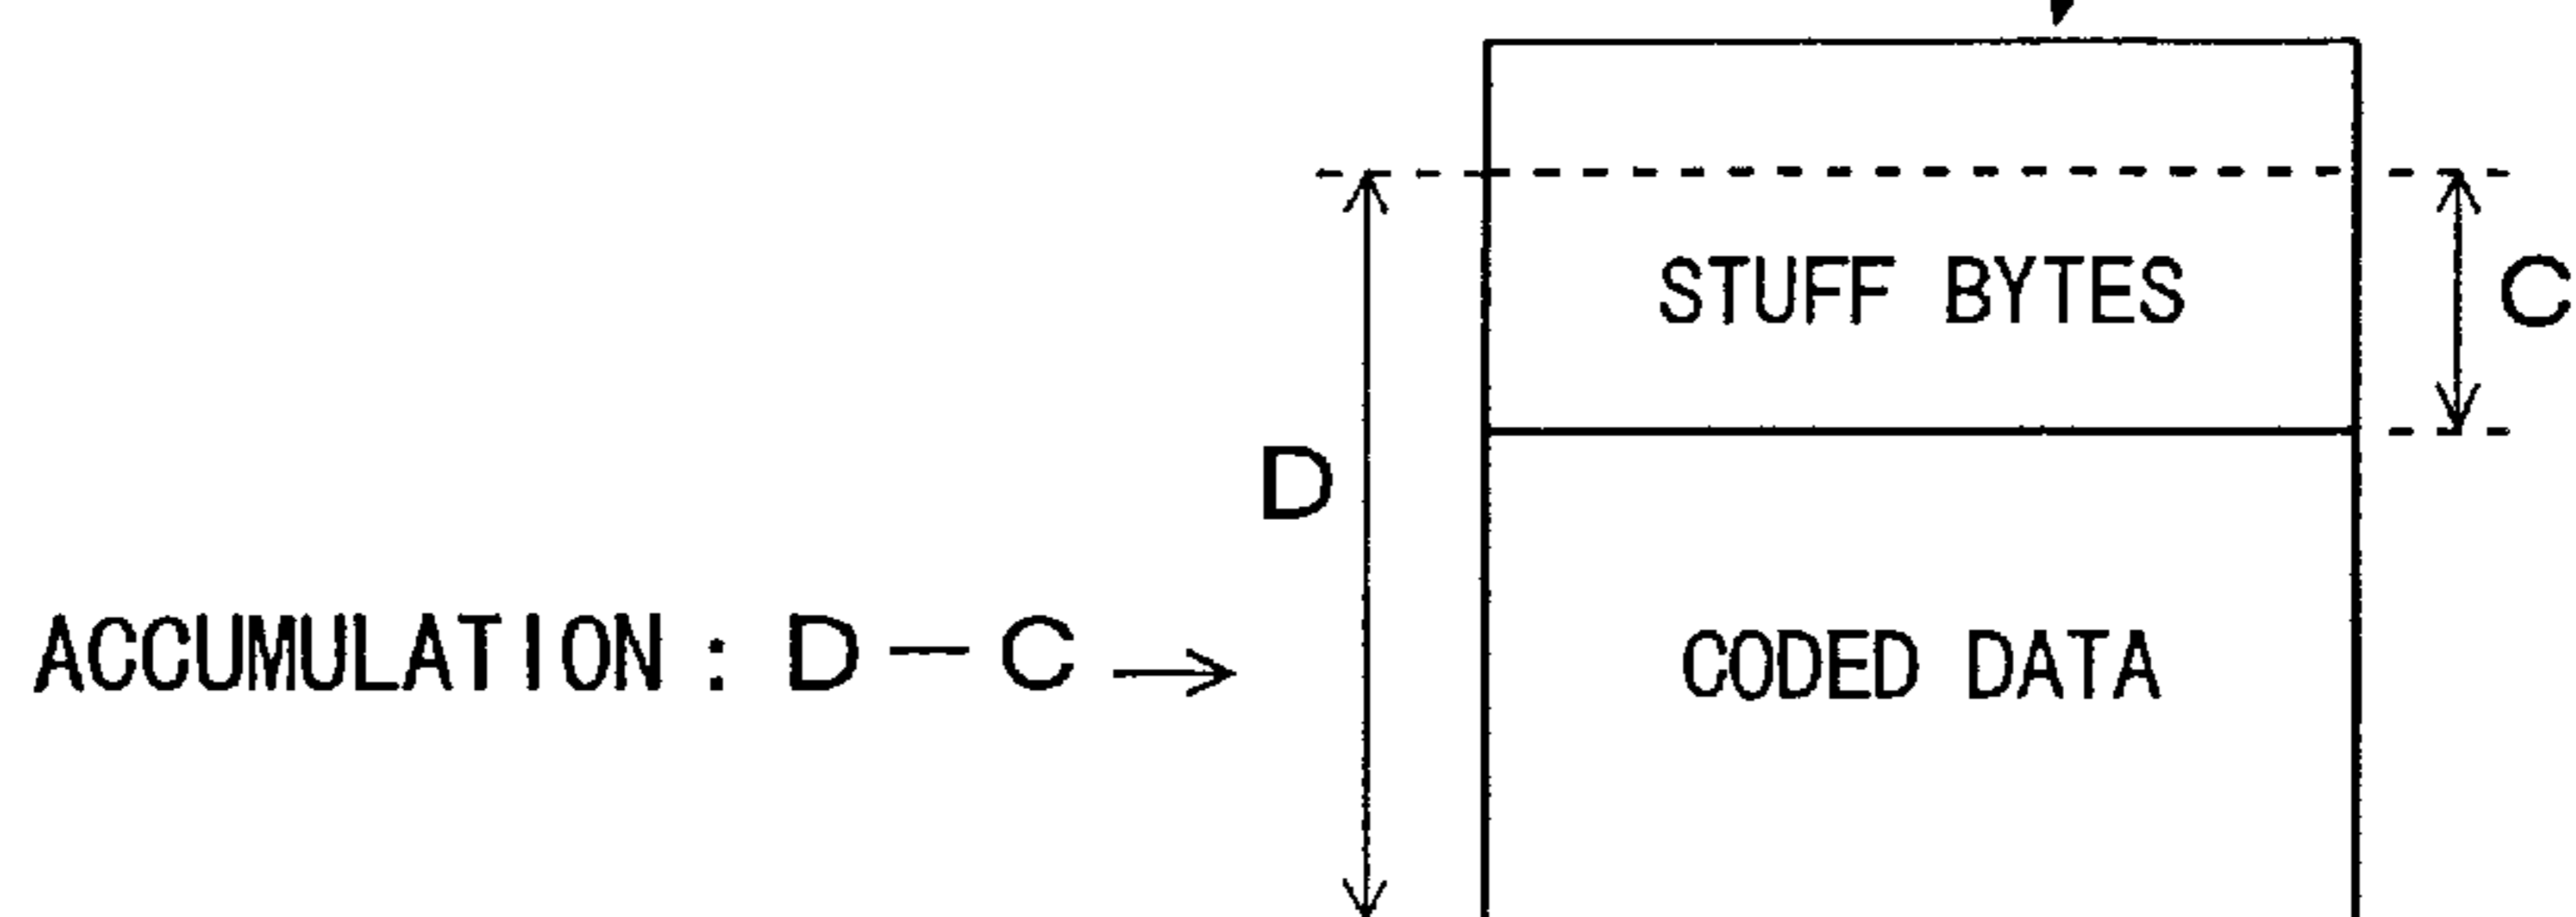 STUFF BYTES
C
D
ACCUMULATION : D－C →
CODED DATA